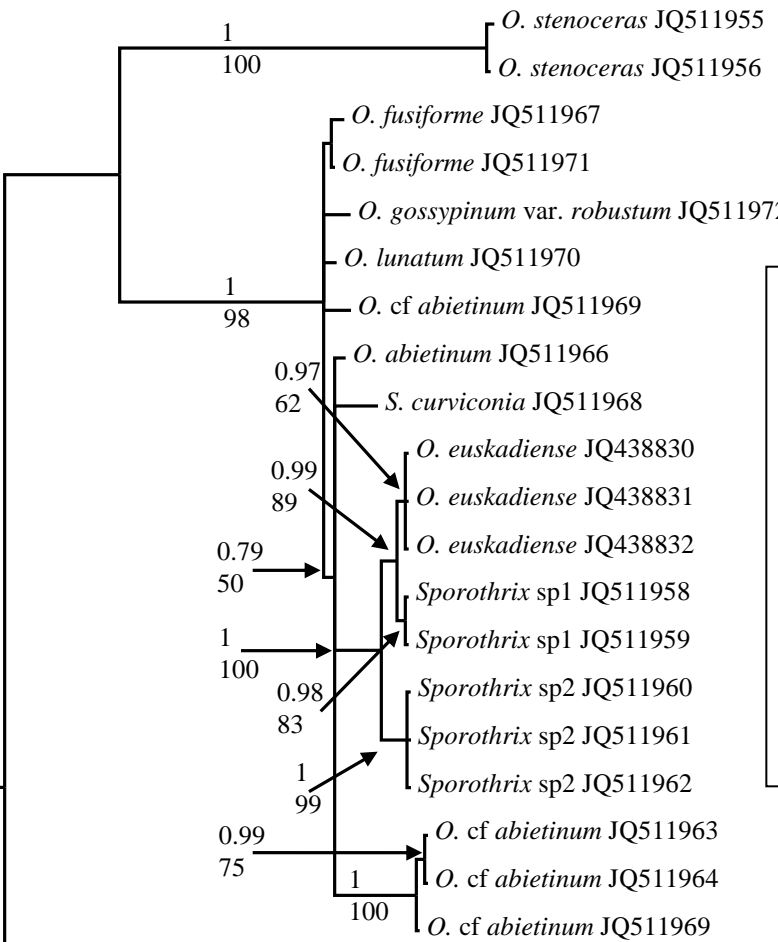 1
100
O. stenoceras JQ511955
O. stenoceras JQ511956
O. fusiforme JQ511967
O. fusiforme JQ511971
O. gossypinum var. robustum JQ511972
O. lunatum JQ511970
1
98
O. cf abietinum JQ511969
O. abietinum JQ511966
0.97
62
S. curviconia JQ511968
O. euskadiense JQ438830
0.99
89
O. euskadiense JQ438831
O. euskadiense JQ438832
0.79
50
Sporothrix sp1 JQ511958
Sporothrix sp1 JQ511959
1
100
0.98
83
Sporothrix sp2 JQ511960
Sporothrix sp2 JQ511961
Sporothrix sp2 JQ511962
1
99
O. cf abietinum JQ511963
0.99
75
O. cf abietinum JQ511964
1
100
O. cf abietinum JQ511969